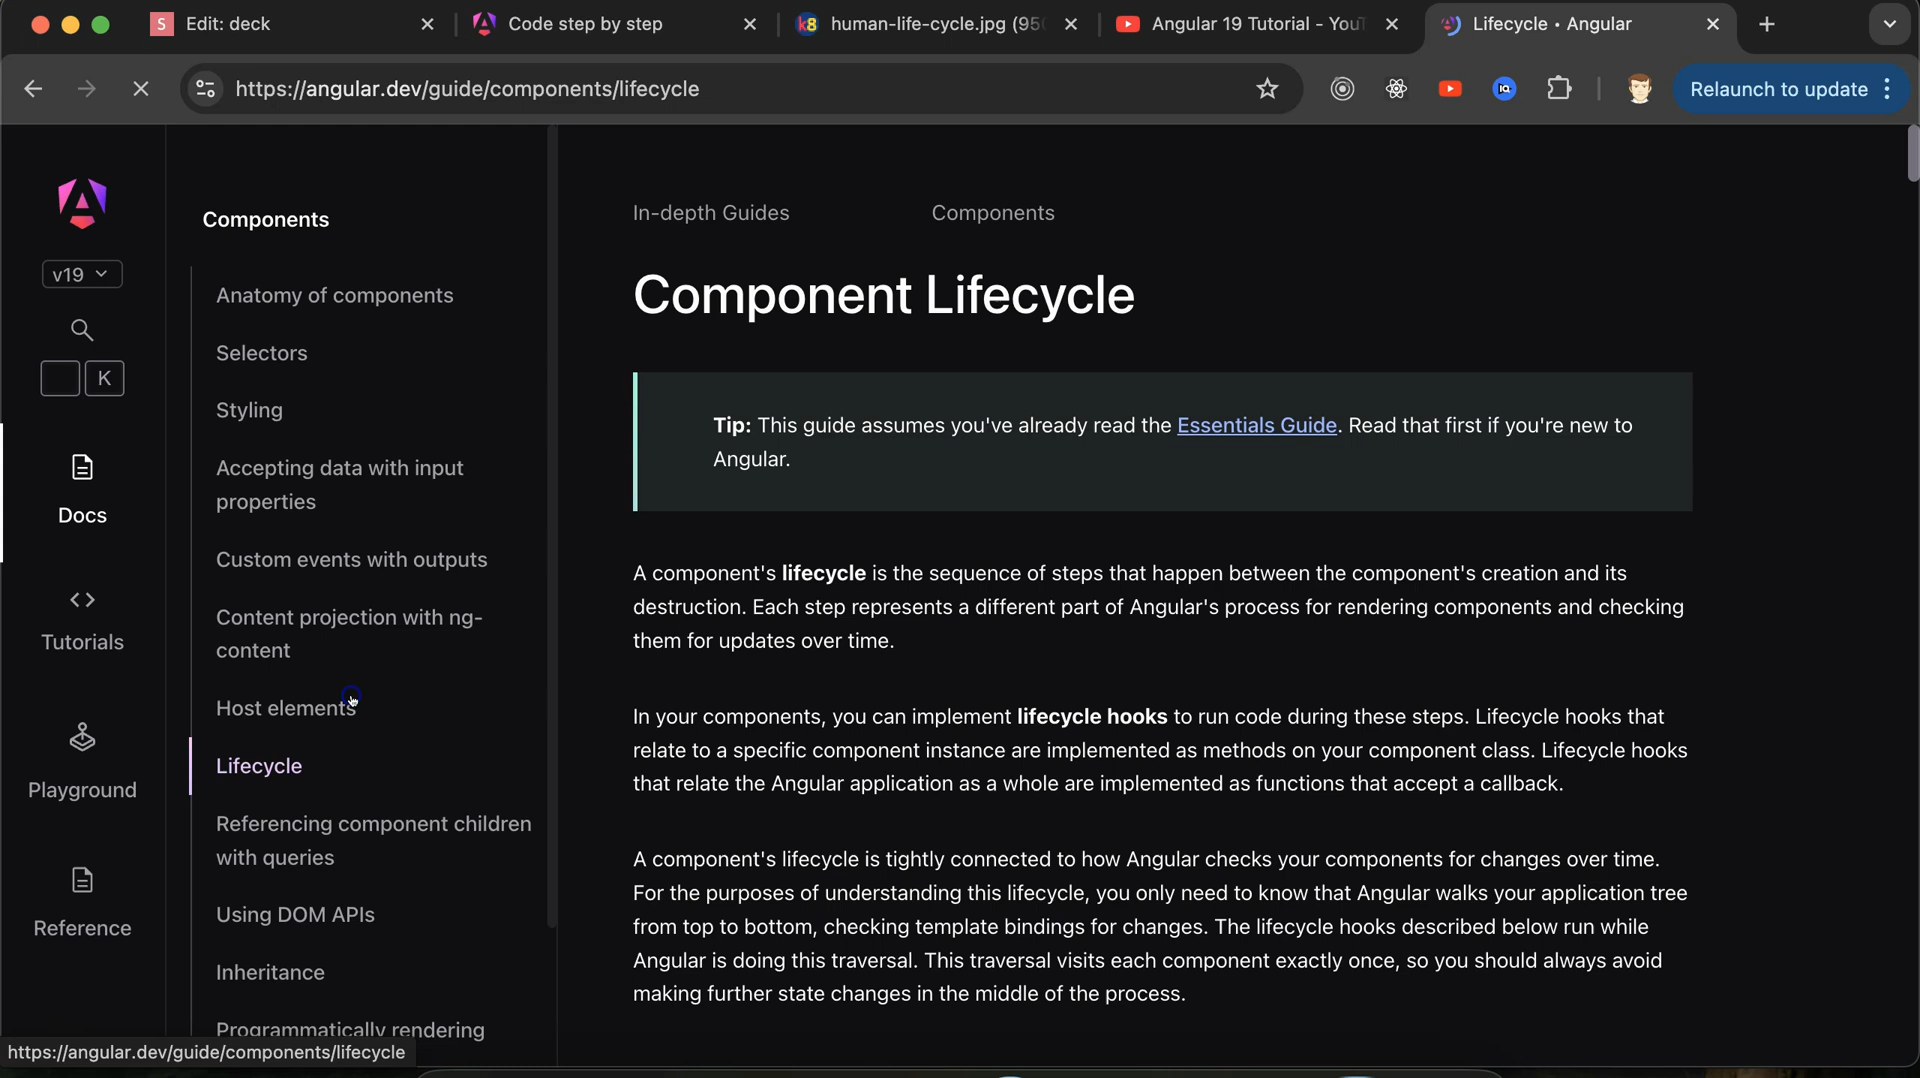 S Edit: deck
Code step by step
k8 human-life-cycle.jpg (95
Angular 19 Tutorial - You
Lifecycle • Angular
https://angular.dev/guide/components/lifecycle
IQ
Relaunch to update
v19
K
Docs
Tutorials
Playground
Reference
Components
Anatomy of components
Selectors
Styling
Accepting data with input
properties
Custom events with outputs
Content projection with ng-
content
Host elements
Lifecycle
Referencing component children
with queries
Using DOM APIs
Inheritance
Programmatically rendering
In-depth Guides
Components
Component Lifecycle
Tip: This guide assumes you've already read the Essentials Guide. Read that first if you're new to
Angular.
A component's lifecycle is the sequence of steps that happen between the component's creation and its
destruction. Each step represents a different part of Angular's process for rendering components and checking
them for updates over time.
In your components, you can implement lifecycle hooks to run code during these steps. Lifecycle hooks that
relate to a specific component instance are implemented as methods on your component class. Lifecycle hooks
that relate the Angular application as a whole are implemented as functions that accept a callback.
A component's lifecycle is tightly connected to how Angular checks your components for changes over time.
For the purposes of understanding this lifecycle, you only need to know that Angular walks your application tree
from top to bottom, checking template bindings for changes. The lifecycle hooks described below run while
Angular is doing this traversal. This traversal visits each component exactly once, so you should always avoid
making further state changes in the middle of the process.
https://angular.dev/guide/components/lifecycle